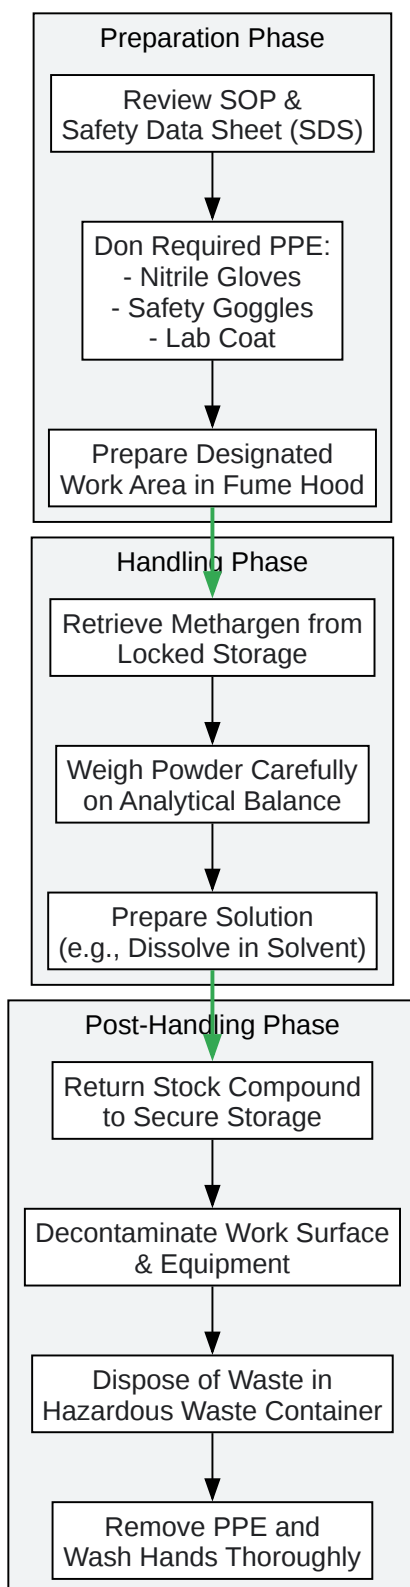 Preparation Phase
Review SOP &
Safety Data Sheet (SDS)
Don Required PPE:
- Nitrile Gloves
- Safety Goggles
- Lab Coat
Prepare Designated
Work Area in Fume Hood
Handling Phase
Retrieve Methargen from
Locked Storage
Weigh Powder Carefully
on Analytical Balance
Prepare Solution
(e.g., Dissolve in Solvent)
Post-Handling Phase
Return Stock Compound
to Secure Storage
Decontaminate Work Surface
& Equipment
Dispose of Waste in
Hazardous Waste Container
Remove PPE and
Wash Hands Thoroughly